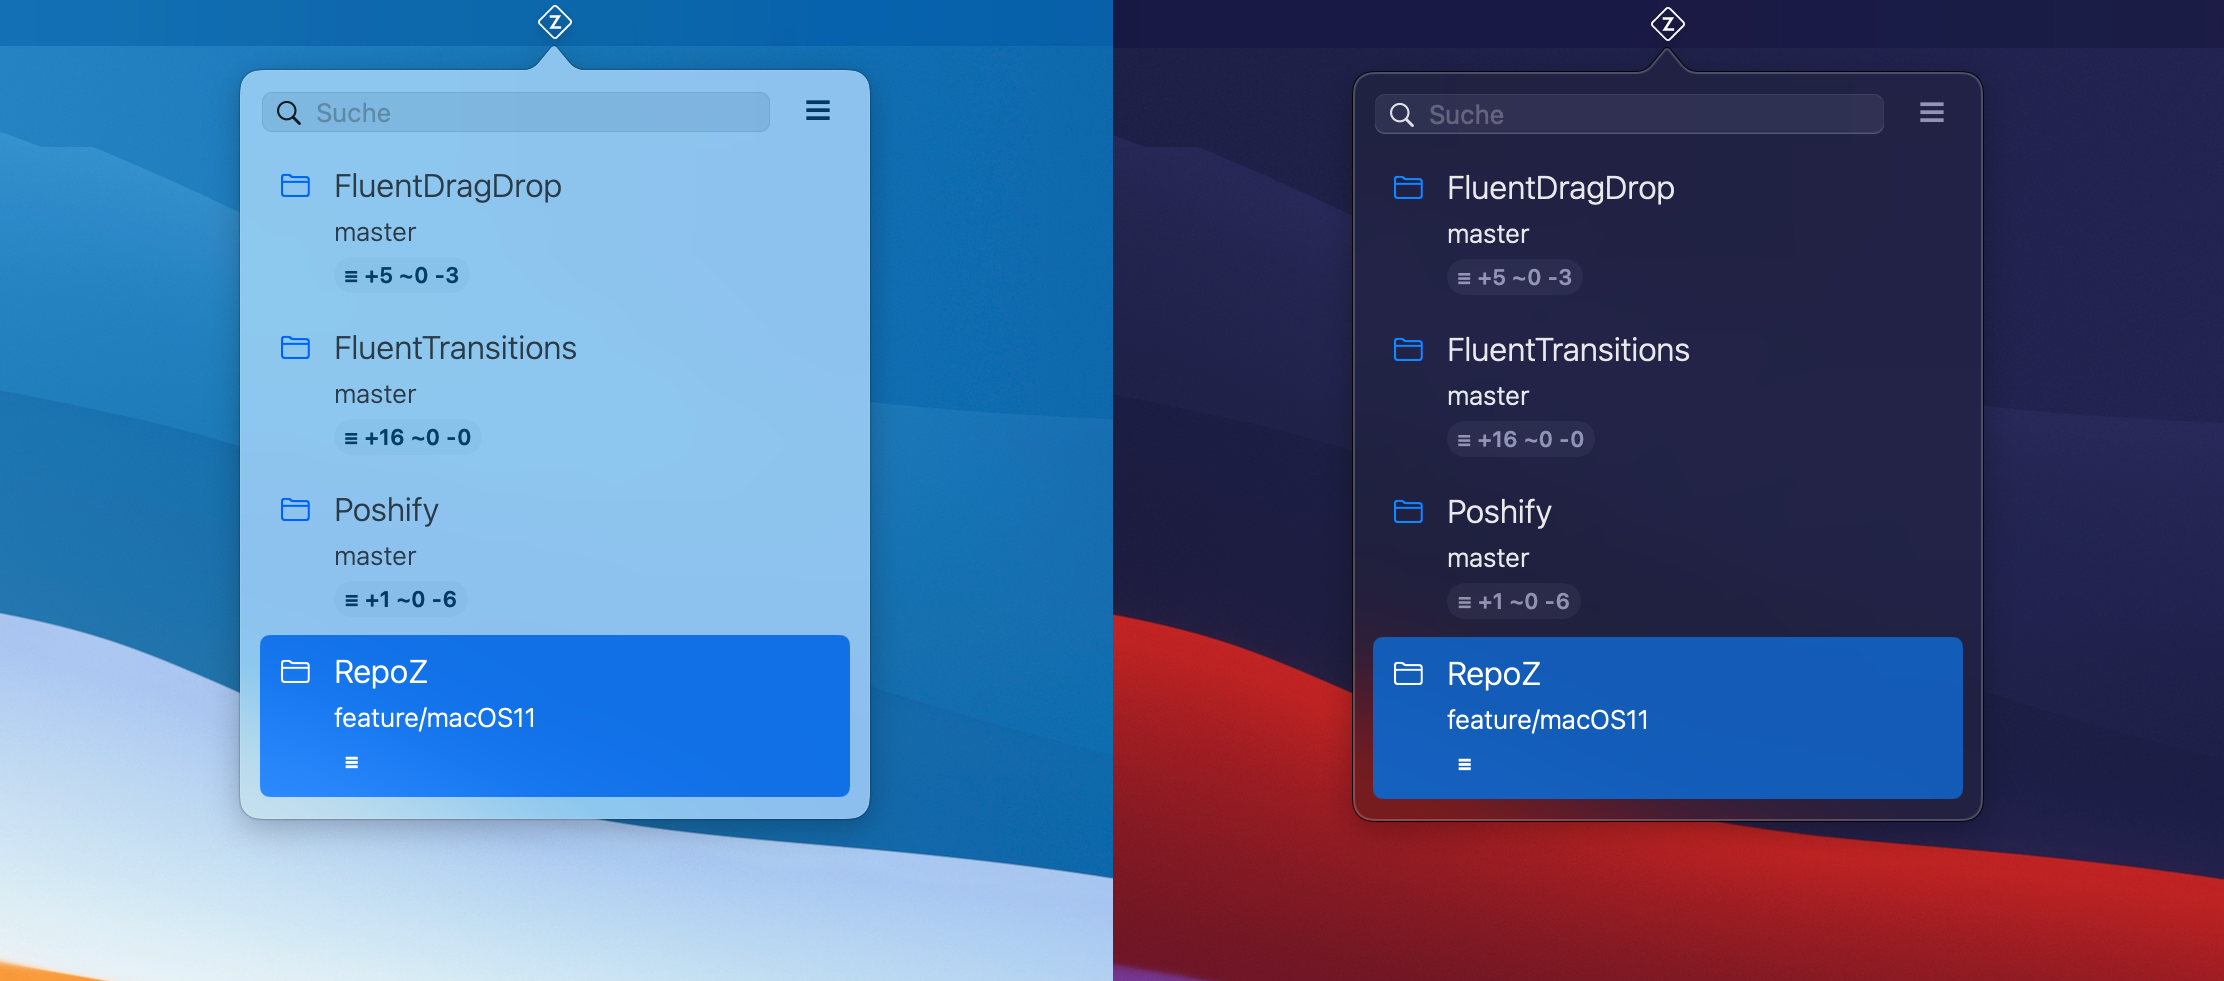 Z
Suche
FluentDragDrop
master
≡ +5 ~0 -3
FluentTransitions
master
≡ +16 ~0 -0
Poshify
master
≡ +1 ~0 -6
RepoZ
feature/macOS11
≡
Z
Suche
FluentDragDrop
master
≡ +5 ~0 -3
FluentTransitions
master
≡ +16 ~0 -0
Poshify
master
≡ +1 ~0 -6
RepoZ
feature/macOS11
≡